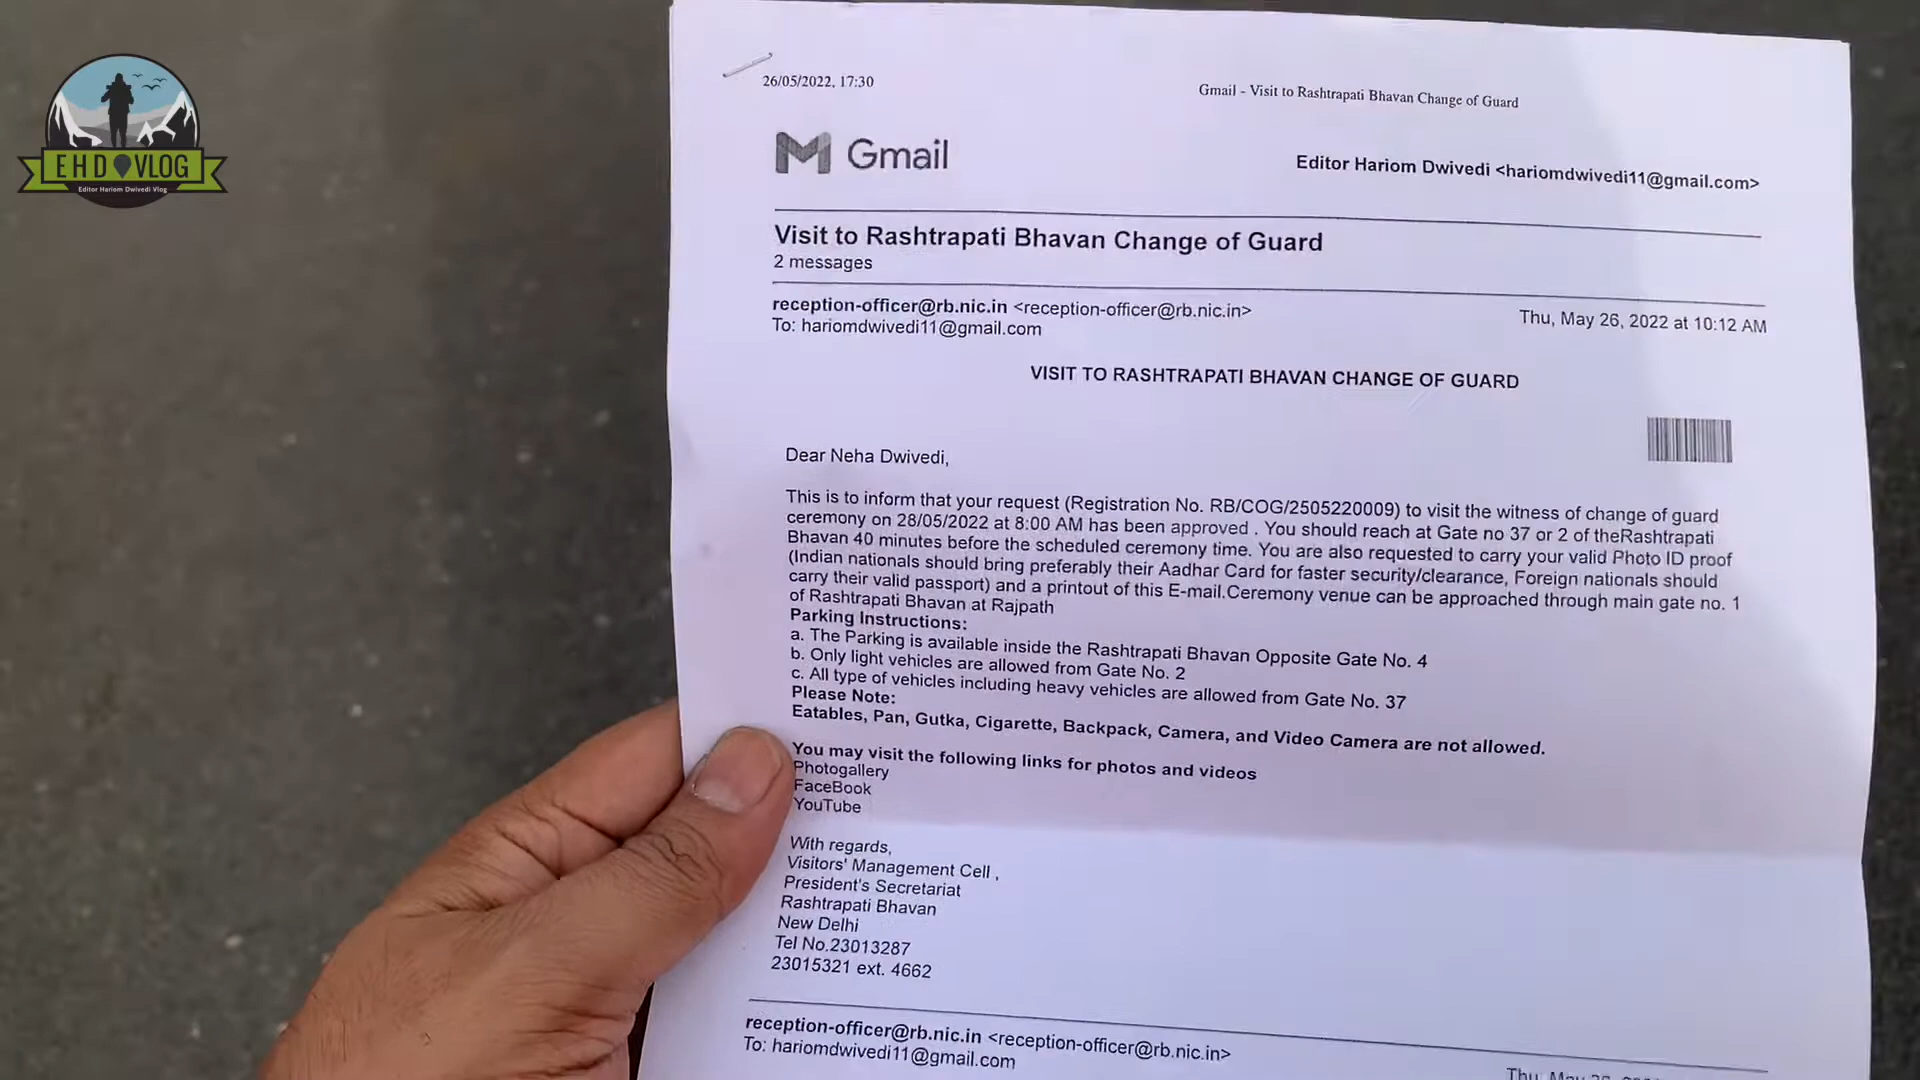 EHD VLOG
Editor Hariom Dwivedi Vlog
26/05/2022, 17:30
Gmail - Visit to Rashtrapati Bhavan Change of Guard
Gmail
Editor Hariom Dwivedi <hariomdwivedi11@gmail.com>
Visit to Rashtrapati Bhavan Change of Guard
2 messages
reception-officer@rb.nic.in <reception-officer@rb.nic.in>
Thu, May 26, 2022 at 10:12 AM
To: hariomdwivedi11@gmail.com
VISIT TO RASHTRAPATI BHAVAN CHANGE OF GUARD
Dear Neha Dwivedi,
This is to inform that your request (Registration No. RB/COG/2505220009) to visit the witness of change of guard
ceremony on 28/05/2022 at 8:00 AM has been approved . You should reach at Gate no 37 or 2 of theRashtrapati
Bhavan 40 minutes before the scheduled ceremony time. You are also requested to carry your valid Photo ID proof
(Indian nationals should bring preferably their Aadhar Card for faster security/clearance, Foreign nationals should
carry their valid passport) and a printout of this E-mail.Ceremony venue can be approached through main gate no. 1
of Rashtrapati Bhavan at Rajpath
Parking Instructions:
a. The Parking is available inside the Rashtrapati Bhavan Opposite Gate No. 4
b. Only light vehicles are allowed from Gate No. 2
c. All type of vehicles including heavy vehicles are allowed from Gate No. 37
Please Note:
Eatables, Pan, Gutka, Cigarette, Backpack, Camera, and Video Camera are not allowed.
You may visit the following links for photos and videos
Photogallery
FaceBook
YouTube
With regards,
Visitors' Management Cell ,
President's Secretariat
Rashtrapati Bhavan
New Delhi
Tel No.23013287
23015321 ext. 4662
reception-officer@rb.nic.in <reception-officer@rb.nic.in>
To: hariomdwivedi11@gmail.com
Thu, May